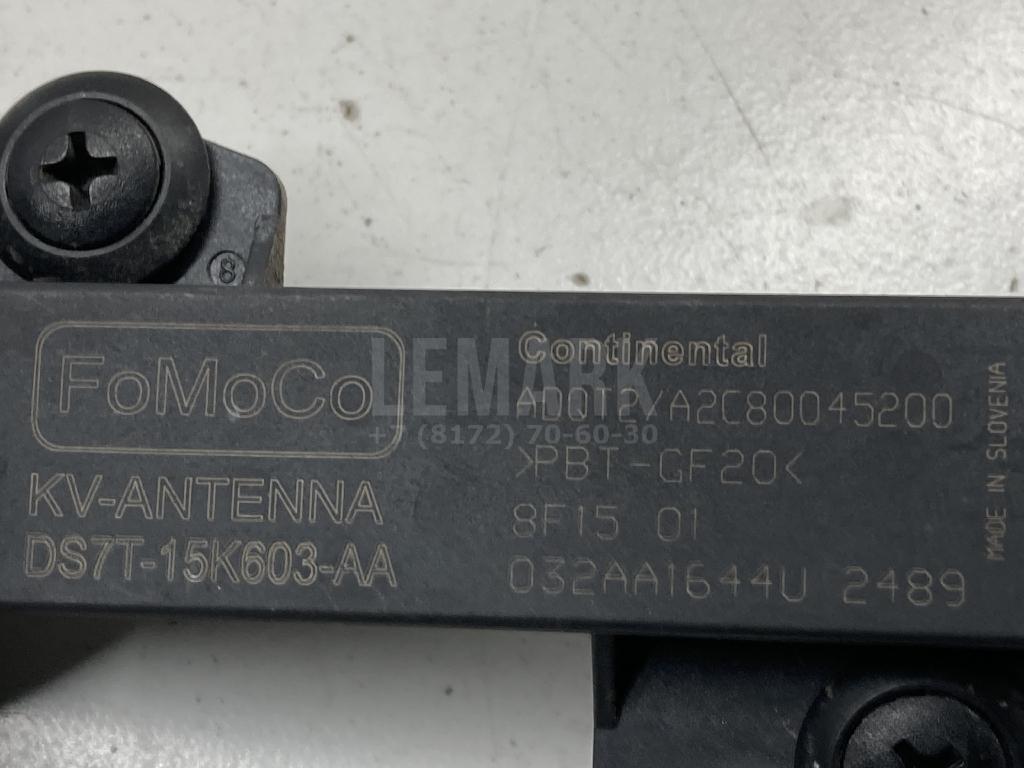 8
FoMoCo
KV-ANTENNA
DS7T-15K603-AA
Continental
A2C80045200
>PBT-GF20<
8F15 01
032AA1644U 2489
MADE IN SLOVENIA
LEMARK
+7 (8172) 70-60-30